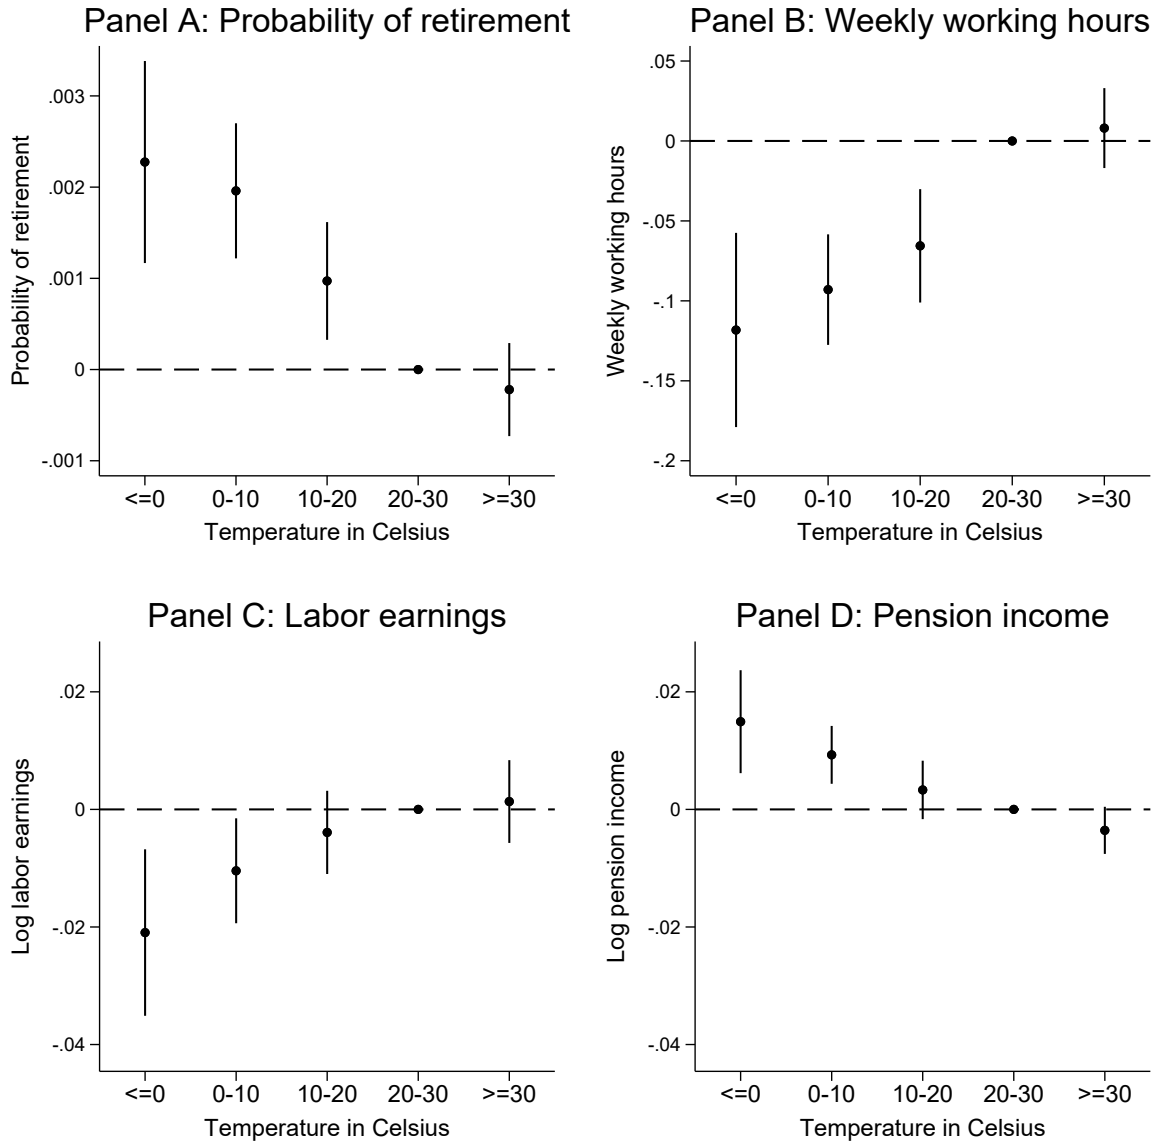 Panel A: Probability of retirement
Probability of retirement
.003
.002
.001
0
-.001
<=0 0-10 10-20 20-30 >=30
Temperature in Celsius
Panel B: Weekly working hours
Weekly working hours
.05
0
-.05
-.1
-.15
-.2
<=0 0-10 10-20 20-30 >=30
Temperature in Celsius
Panel C: Labor earnings
Log labor earnings
.02
0
-.02
-.04
<=0 0-10 10-20 20-30 >=30
Temperature in Celsius
Panel D: Pension income
Log pension income
.02
0
-.02
-.04
<=0 0-10 10-20 20-30 >=30
Temperature in Celsius